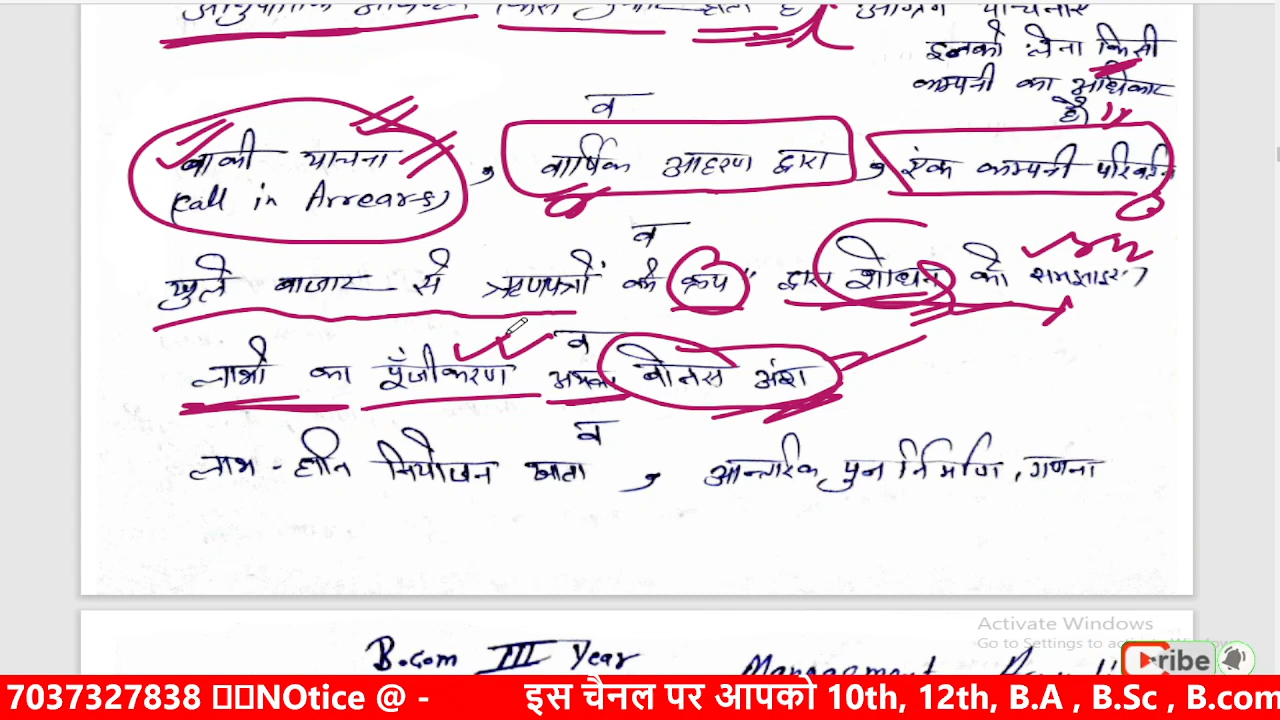 इनको लेना किसी
कम्पनी का अधिकार
है।
व
बाकी याचना , वार्षिक आहरण द्वारा , रंक कम्पनी परिवर्तन
(Call in Arrears)
व
खुले बाजार से ऋणपत्रों के क्रय" द्वारा शोधन को समझाइए,
व
लाभों का पूँजीकरण अथवा बोनस अंश
व
लाभ - हानि नियोजन खाता , आन्तरिक पुनर्निर्माण, गणना
B.com III Year
Activate Windows
Go to Settings to
ribe
7037327838 NOtice @ - इस चैनल पर आपको 10th, 12th, B.A , B.Sc , B.com